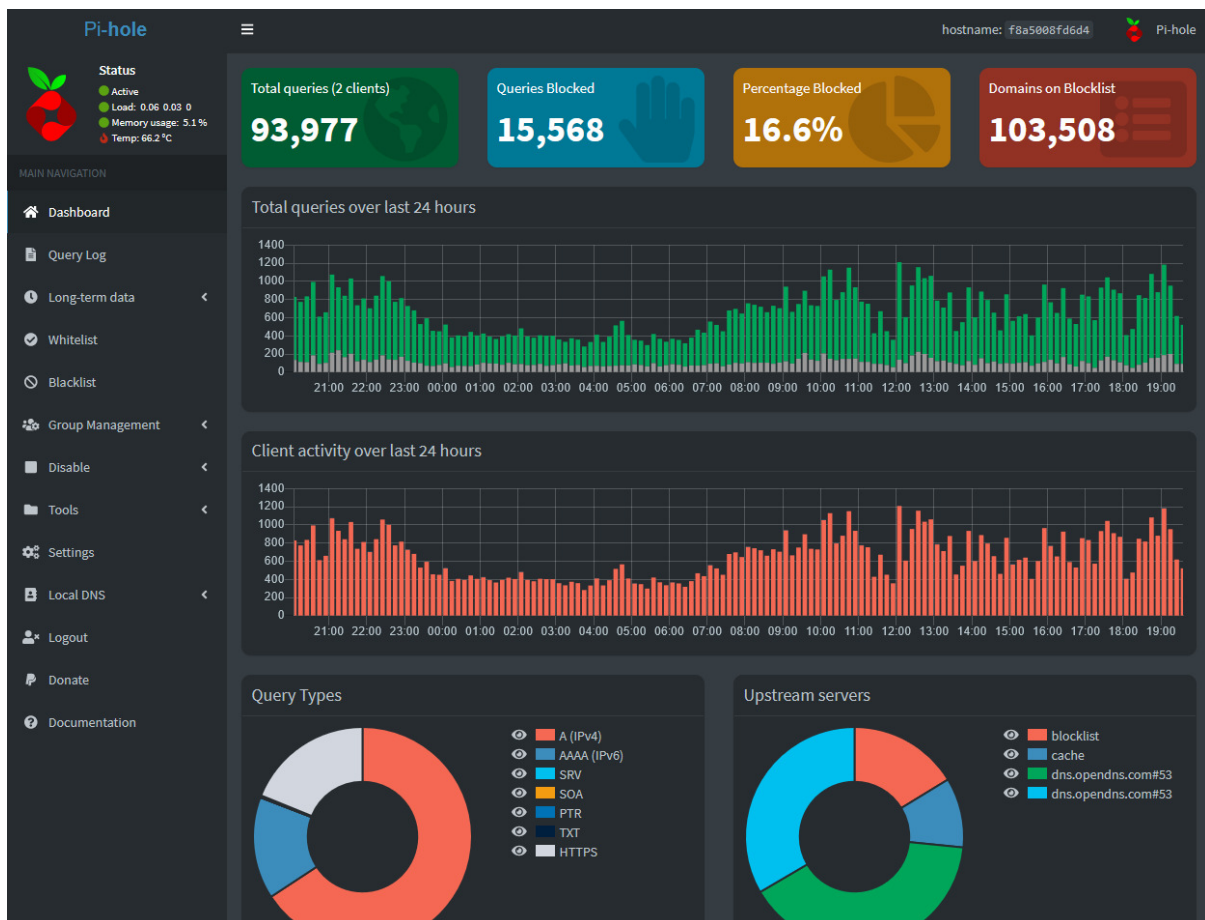 Pi-hole
hostname: f8a5008fd6d4
Pi-hole
Status
Active
Load: 0.06 0.03 0
Memory usage: 5.1 %
Temp: 66.2 °C
MAIN NAVIGATION
Dashboard
Query Log
Long-term data
Whitelist
Blacklist
Group Management
Disable
Tools
Settings
Local DNS
Logout
Donate
Documentation
Total queries (2 clients)
93,977
Queries Blocked
15,568
Percentage Blocked
16.6%
Domains on Blocklist
103,508
Total queries over last 24 hours
1400
1200
1000
800
600
400
200
0
21:00 22:00 23:00 00:00 01:00 02:00 03:00 04:00 05:00 06:00 07:00 08:00 09:00 10:00 11:00 12:00 13:00 14:00 15:00 16:00 17:00 18:00 19:00
Client activity over last 24 hours
1400
1200
1000
800
600
400
200
0
21:00 22:00 23:00 00:00 01:00 02:00 03:00 04:00 05:00 06:00 07:00 08:00 09:00 10:00 11:00 12:00 13:00 14:00 15:00 16:00 17:00 18:00 19:00
Query Types
A (IPv4)
AAAA (IPv6)
SRV
SOA
PTR
TXT
HTTPS
Upstream servers
blocklist
cache
dns.opendns.com#53
dns.opendns.com#53